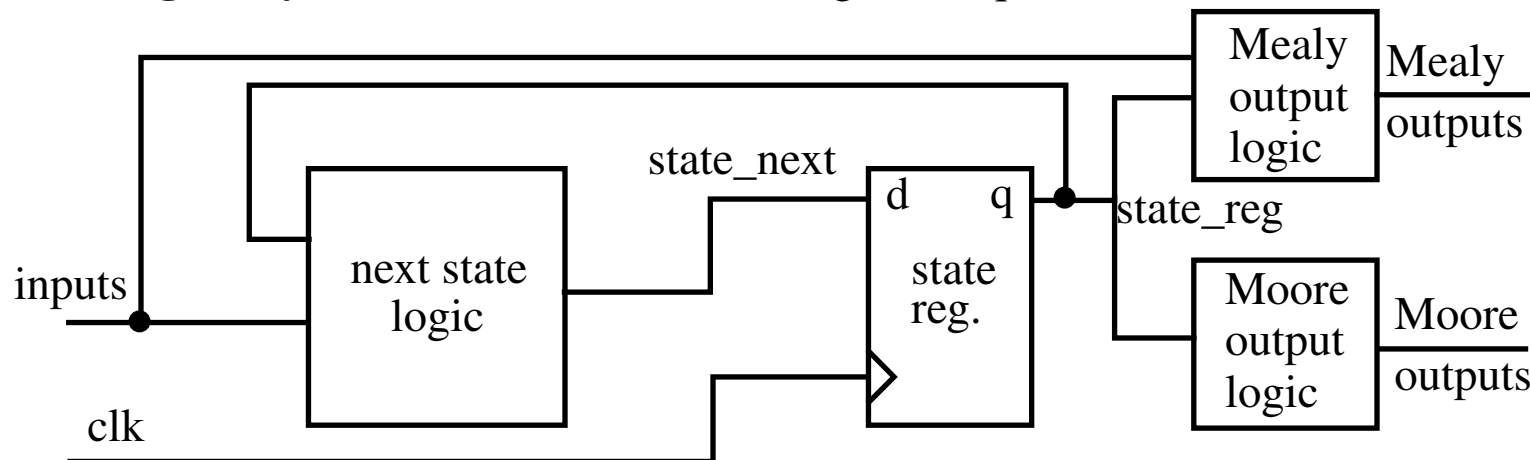 Mealy
output
logic
Mealy
outputs
state_next
d
q
state_reg
inputs
next state
logic
state
reg.
Moore
output
logic
Moore
outputs
clk